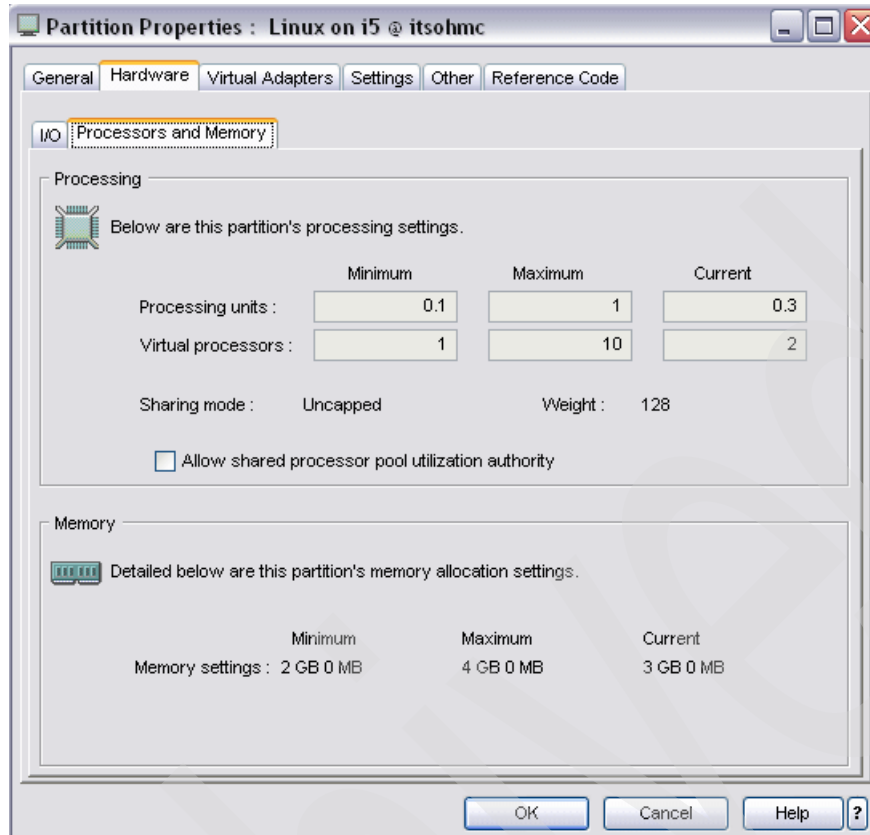 Partition Properties : Linux on i5 @ itsohmc
General Hardware Virtual Adapters Settings Other Reference Code
I/O Processors and Memory
Processing
Below are this partition's processing settings.
Minimum Maximum Current
Processing units : 0.1 1 0.3
Virtual processors : 1 10 2
Sharing mode : Uncapped Weight : 128
Allow shared processor pool utilization authority
Memory
Detailed below are this partition's memory allocation settings.
Minimum Maximum Current
Memory settings : 2 GB 0 MB 4 GB 0 MB 3 GB 0 MB
OK Cancel Help ?